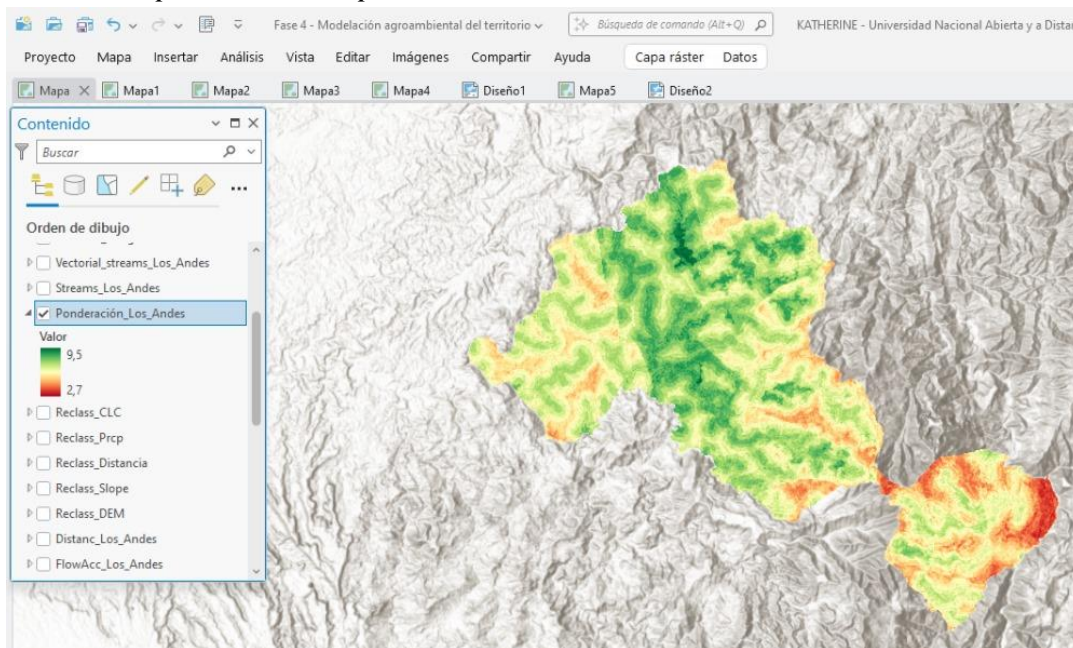 Fase 4 - Modelación agroambiental del territorio
Búsqueda de comando (Alt+Q)
KATHERINE - Universidad Nacional Abierta y a Distan
Proyecto Mapa Insertar Análisis Vista Editar Imágenes Compartir Ayuda Capa ráster Datos
Mapa Mapa1 Mapa2 Mapa3 Mapa4 Diseño1 Mapa5 Diseño2
Contenido
Buscar
Orden de dibujo
Vectorial_streams_Los_Andes
Streams_Los_Andes
Ponderación_Los_Andes
Valor
9,5
2,7
Reclass_CLC
Reclass_Prcp
Reclass_Distancia
Reclass_Slope
Reclass_DEM
Distanc_Los_Andes
FlowAcc_Los_Andes